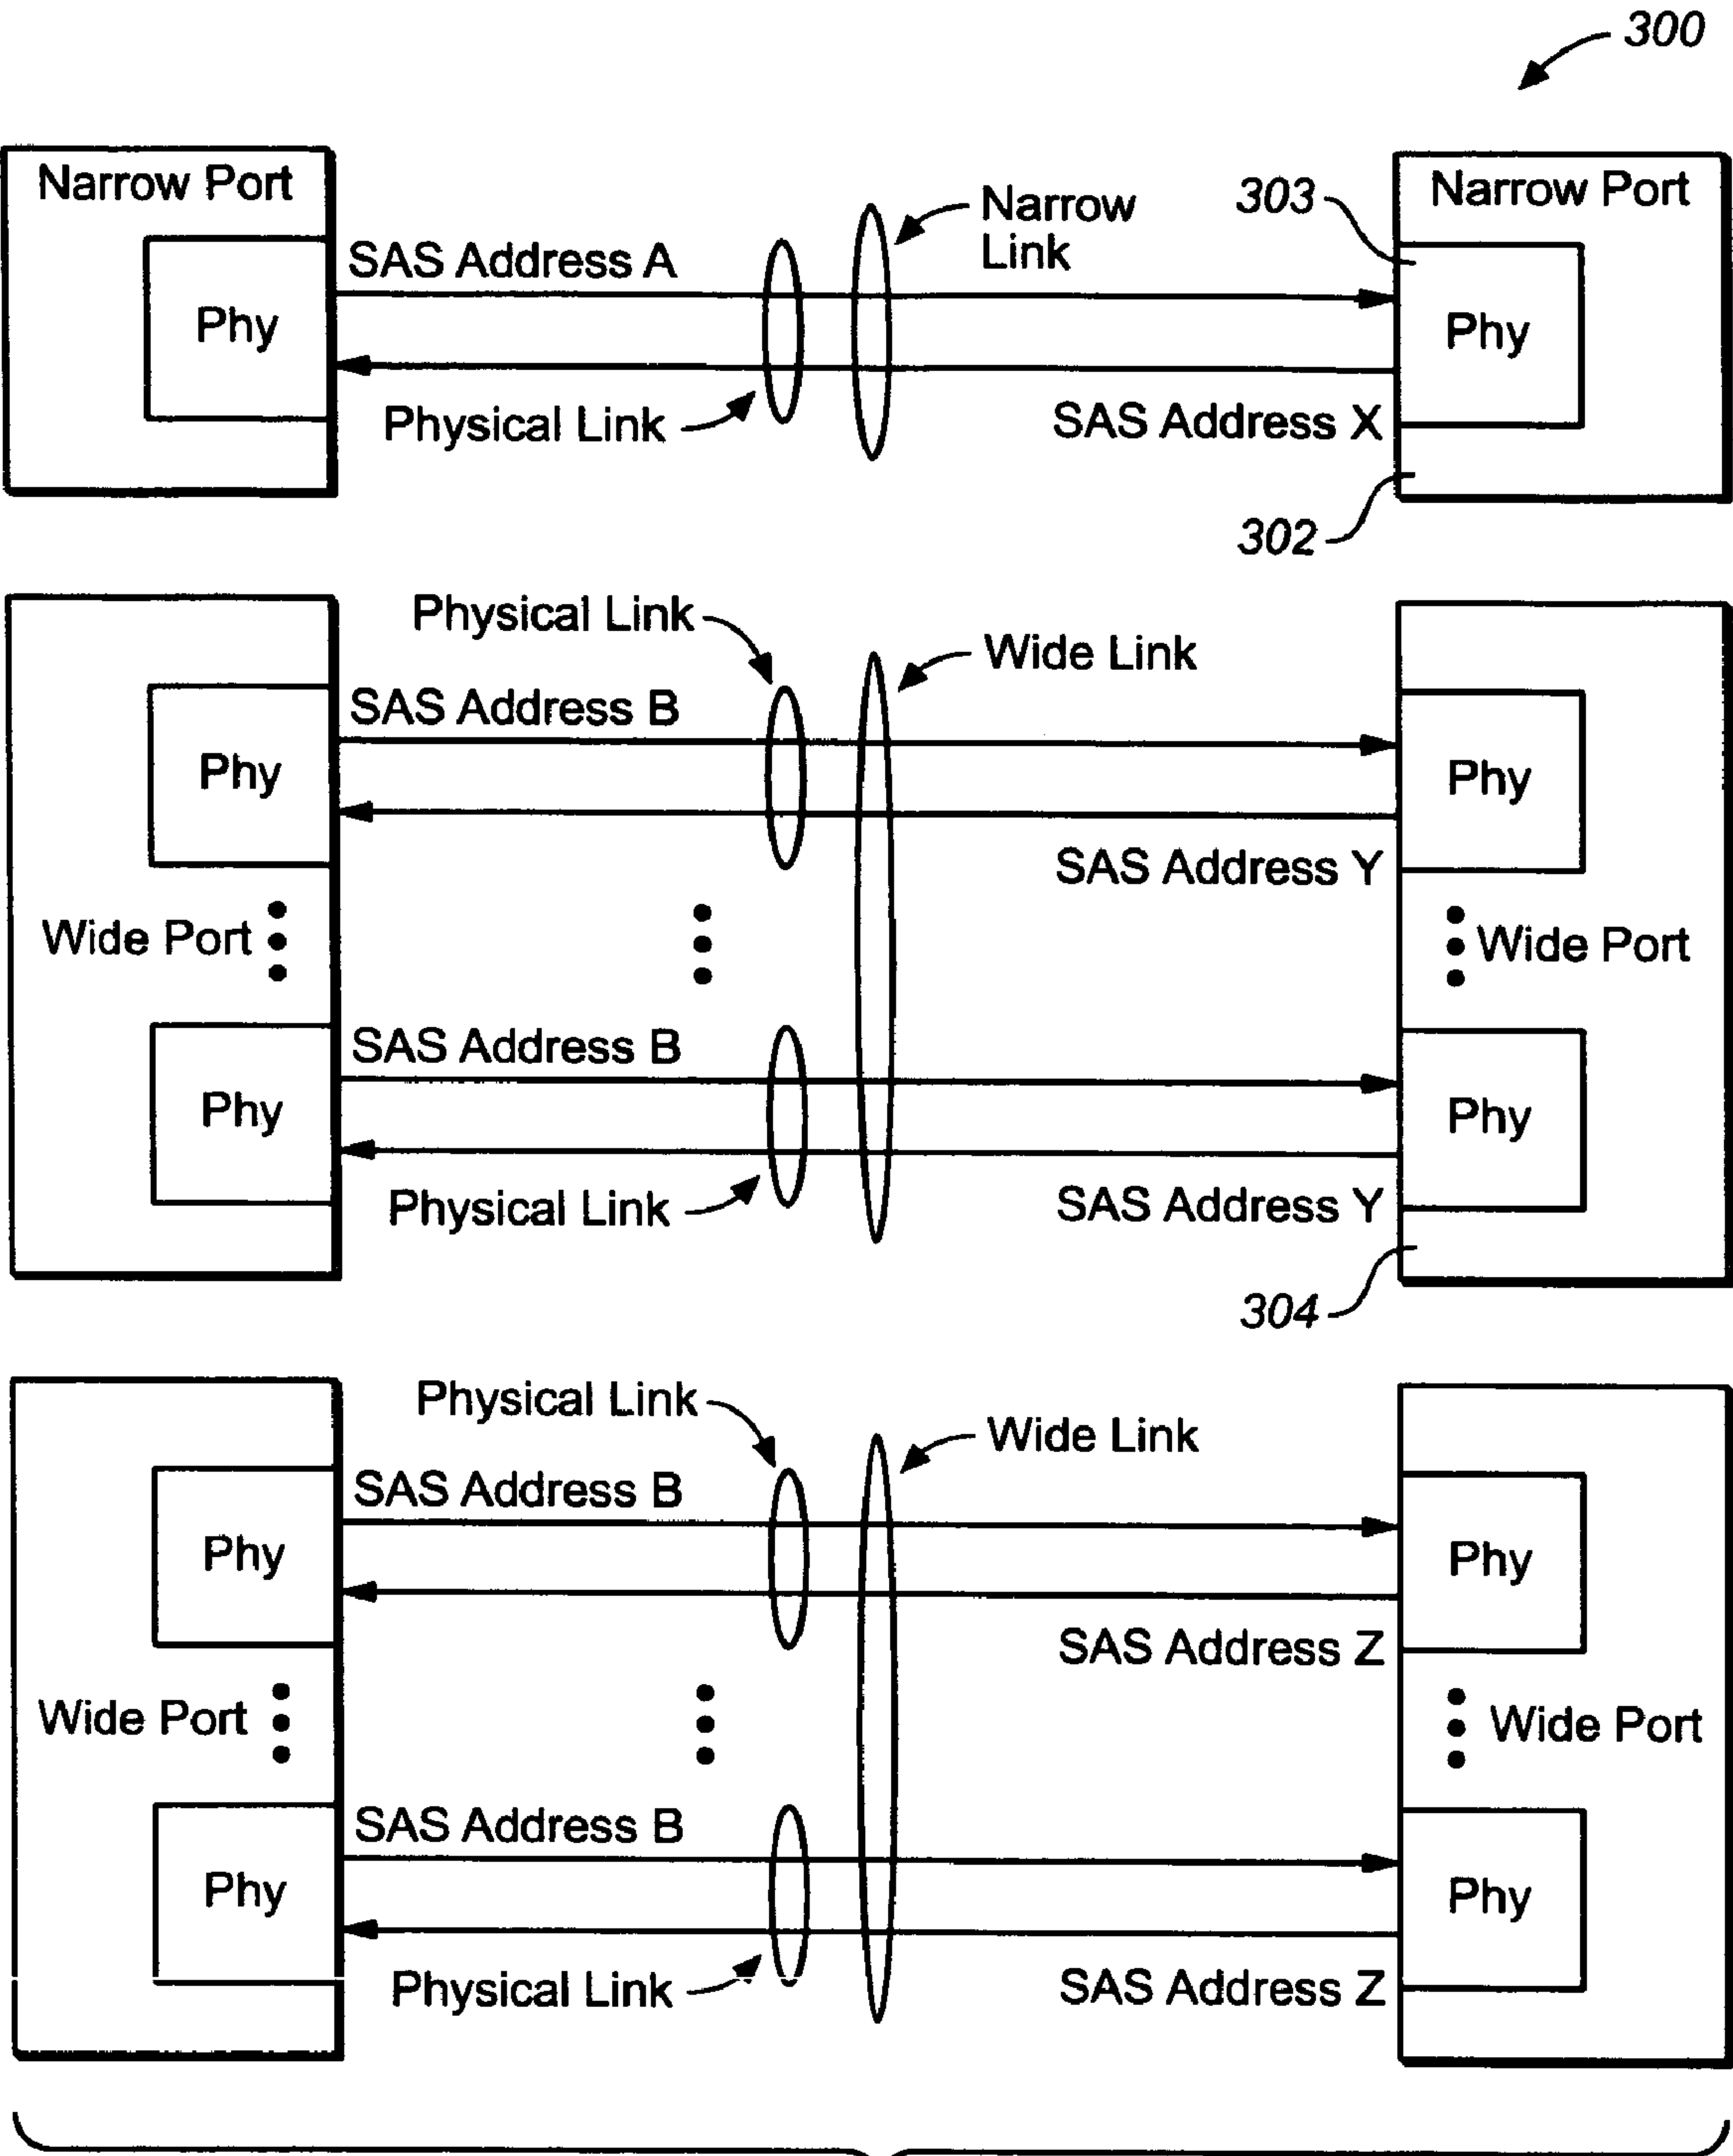 300
Narrow Port
Narrow Port
303
Narrow
Link
SAS Address A
Phy
Phy
Physical Link
SAS Address X
302
Physical Link
Wide Link
SAS Address B
Phy
Phy
SAS Address Y
Wide Port
Wide Port
SAS Address B
Phy
Phy
Physical Link
SAS Address Y
304
Physical Link
Wide Link
SAS Address B
Phy
Phy
SAS Address Z
Wide Port
Wide Port
SAS Address B
Phy
Phy
Physical Link
SAS Address Z